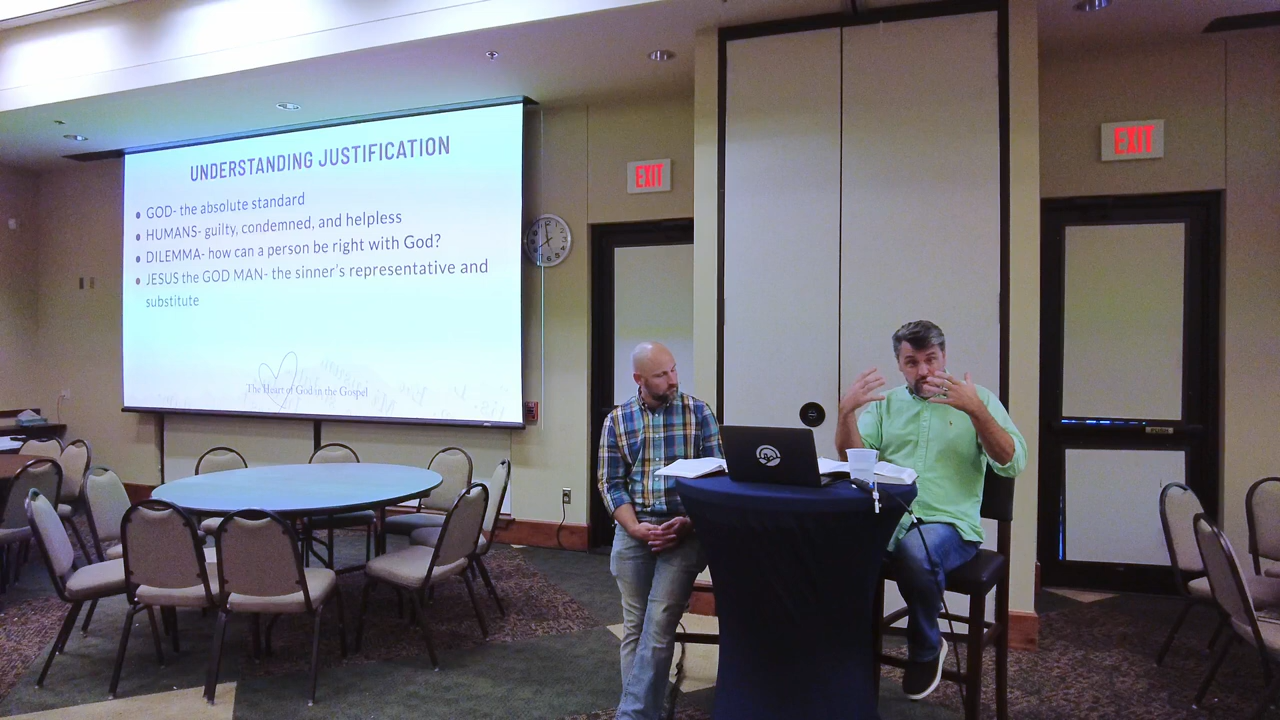 UNDERSTANDING JUSTIFICATION
• GOD- the absolute standard
• HUMANS- guilty, condemned, and helpless
• DILEMMA- how can a person be right with God?
• JESUS the GOD MAN- the sinner's representative and
substitute
The Heart of God in the Gospel
EXIT
EXIT
PUSH